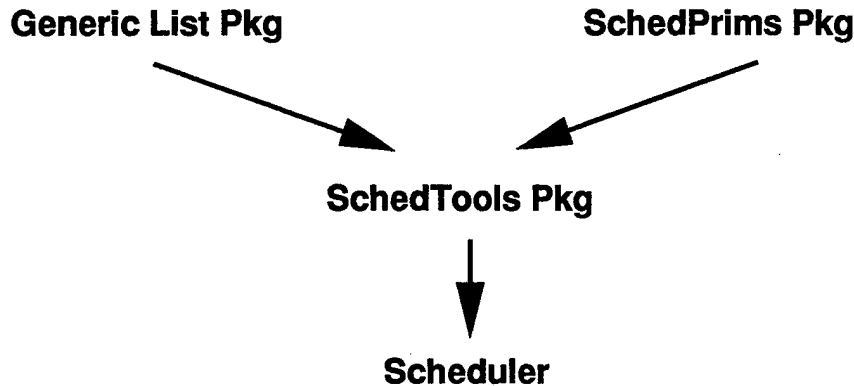 Generic List Pkg
SchedPrims Pkg
SchedTools Pkg
Scheduler